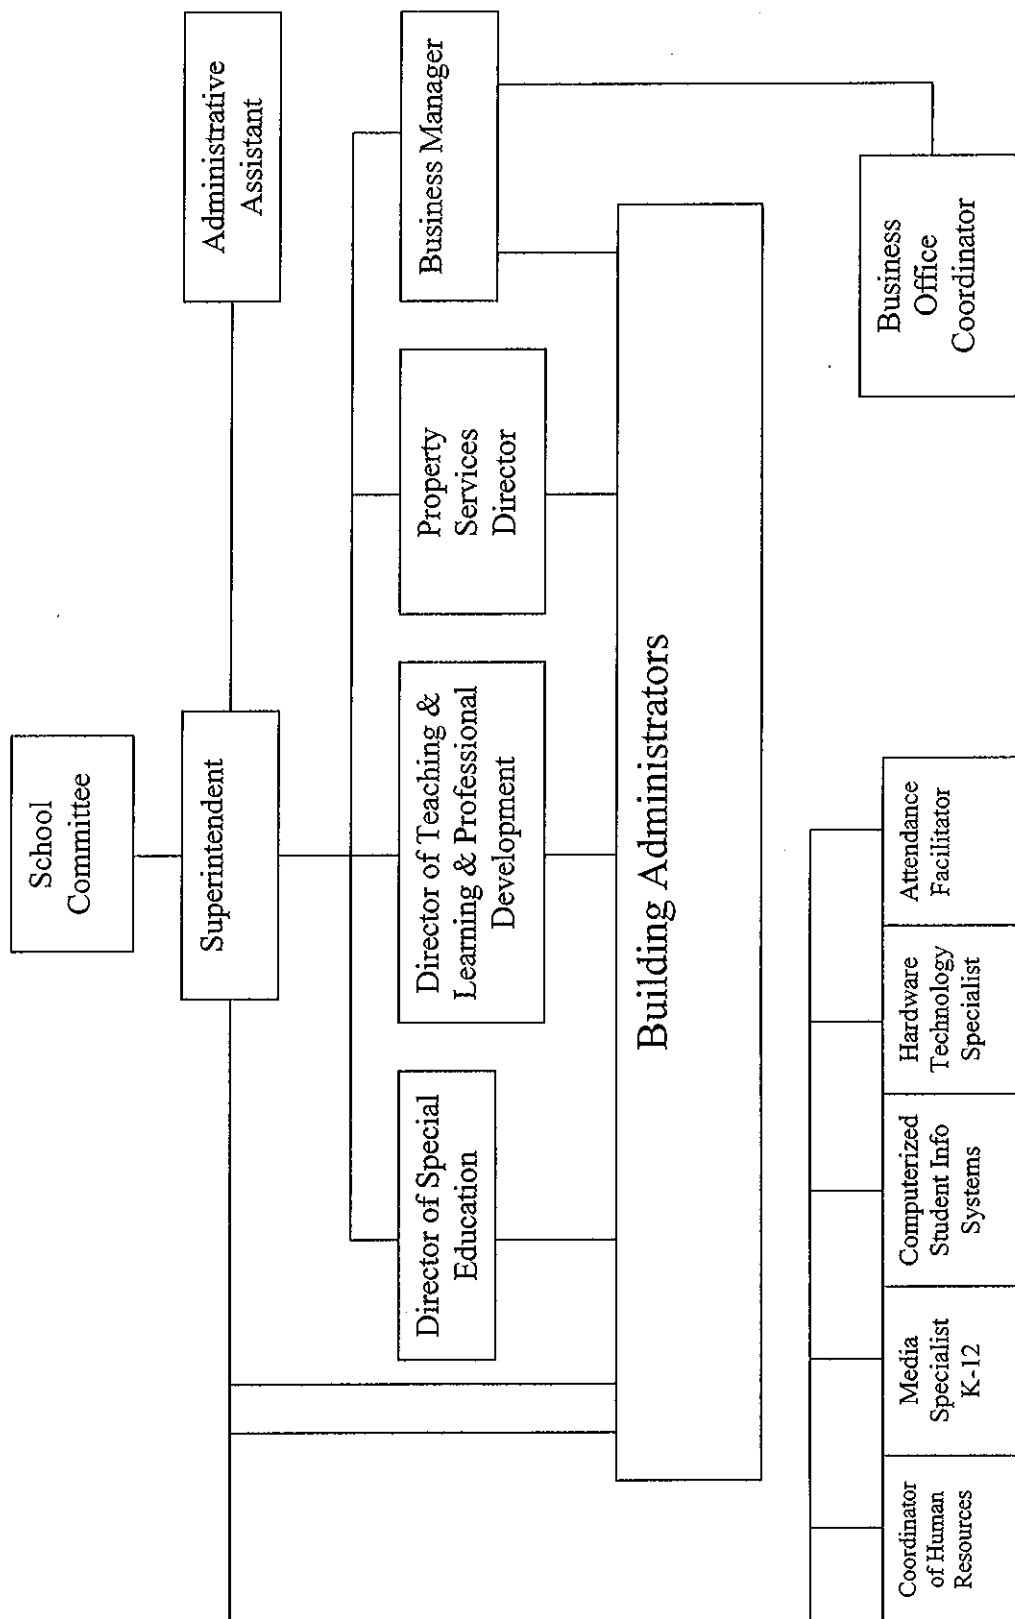 School
Committee
Superintendent
Administrative
Assistant
Director of Special
Education
Director of Teaching &
Learning & Professional
Development
Property
Services
Director
Business Manager
Building Administrators
Business
Office
Coordinator
Coordinator
of Human
Resources
Media
Specialist
K-12
Computerized
Student Info
Systems
Hardware
Technology
Specialist
Attendance
Facilitator